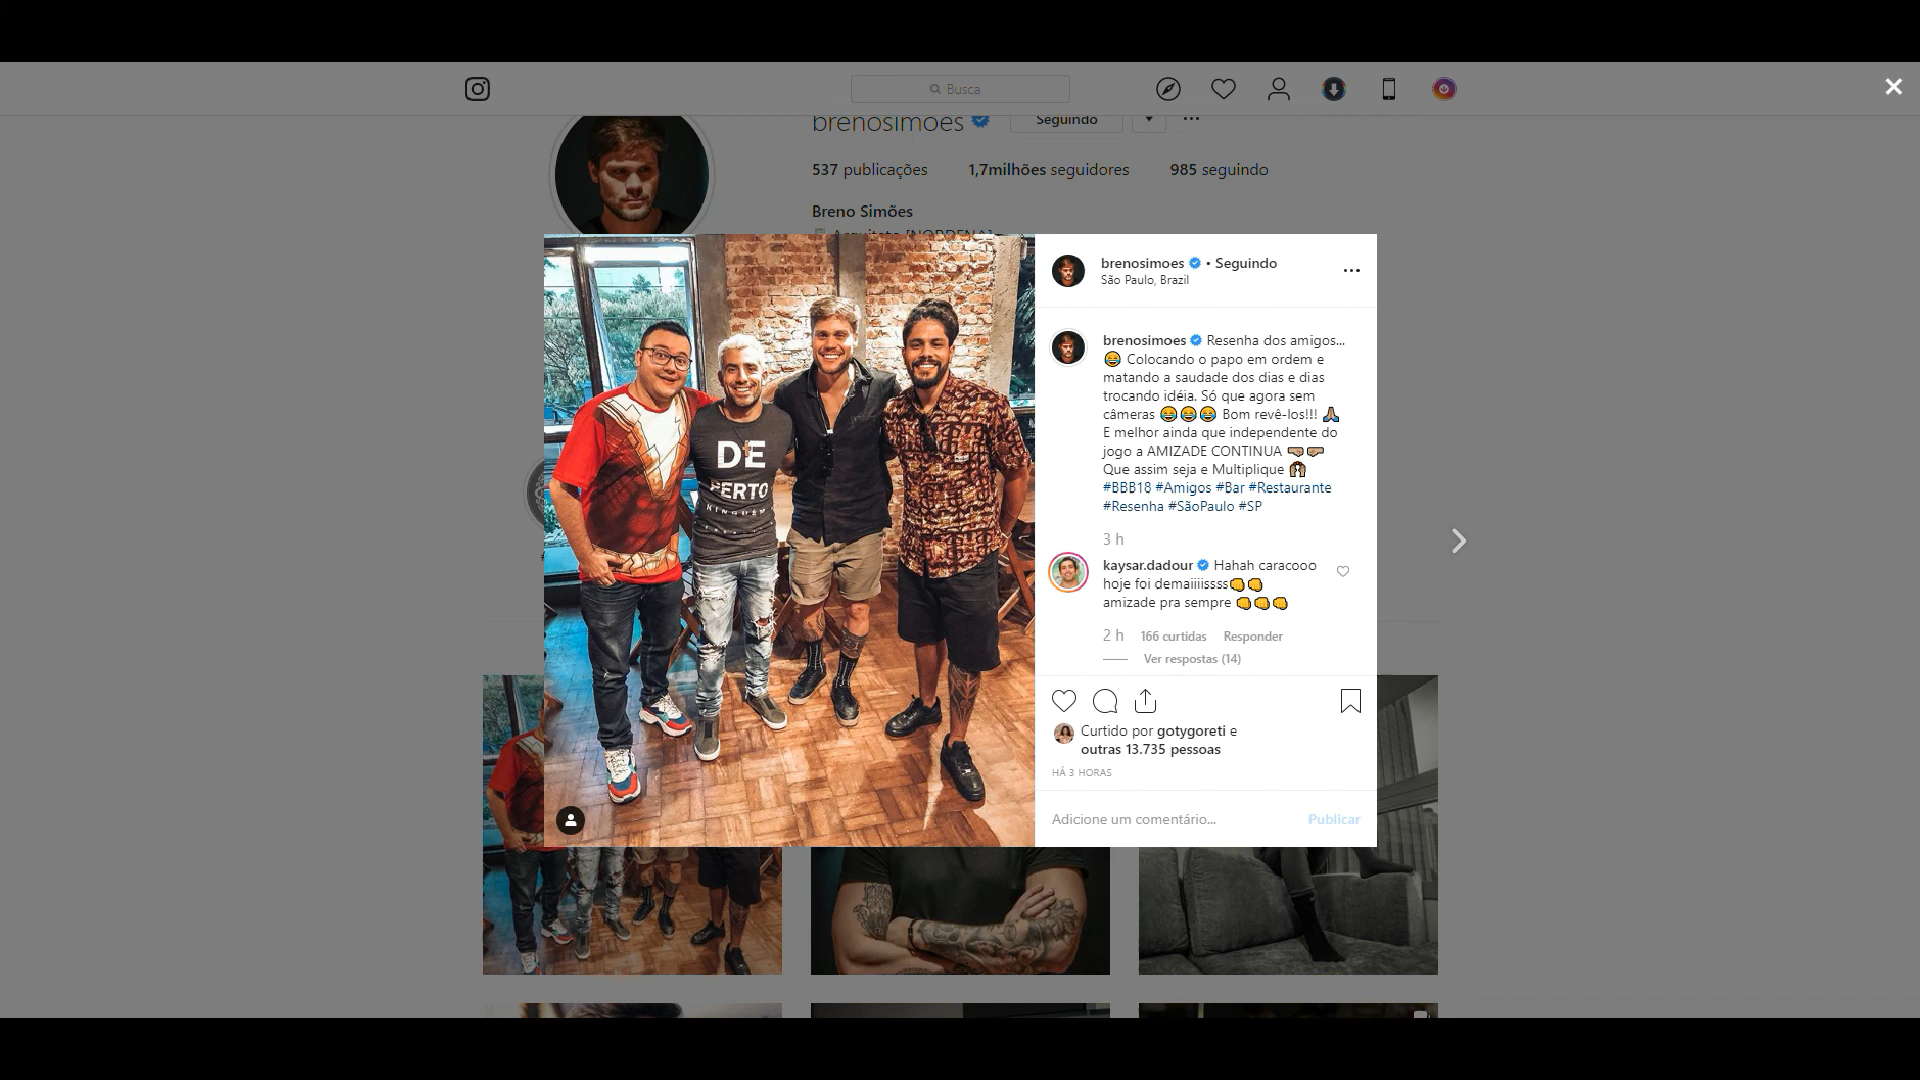 Busca
brenosimoes
Seguindo
537 publicações
1,7milhões seguidores
985 seguindo
Breno Simões
brenosimoes • Seguindo
São Paulo, Brazil
brenosimoes Resenha dos amigos...
😂 Colocando o papo em ordem e
matando a saudade dos dias e dias
trocando idéia. Só que agora sem
câmeras 😂😂😂 Bom revê-los!!! 🙏🏽
E melhor ainda que independente do
jogo a AMIZADE CONTINUA 🤜🏽🤛🏽
Que assim seja e Multiplique 🙌🏽
#BBB18 #Amigos #Bar #Restaurante
#Resenha #SãoPaulo #SP
3 h
kaysar.dadour Hahah caracooo
hoje foi demaiiiissss👊👊
amizade pra sempre 👊👊👊
2 h 166 curtidas Responder
Ver respostas (14)
Curtido por gotygoreti e
outras 13.735 pessoas
HÁ 3 HORAS
Adicione um comentário... Publicar
DE
PERTO
NINGUÉM